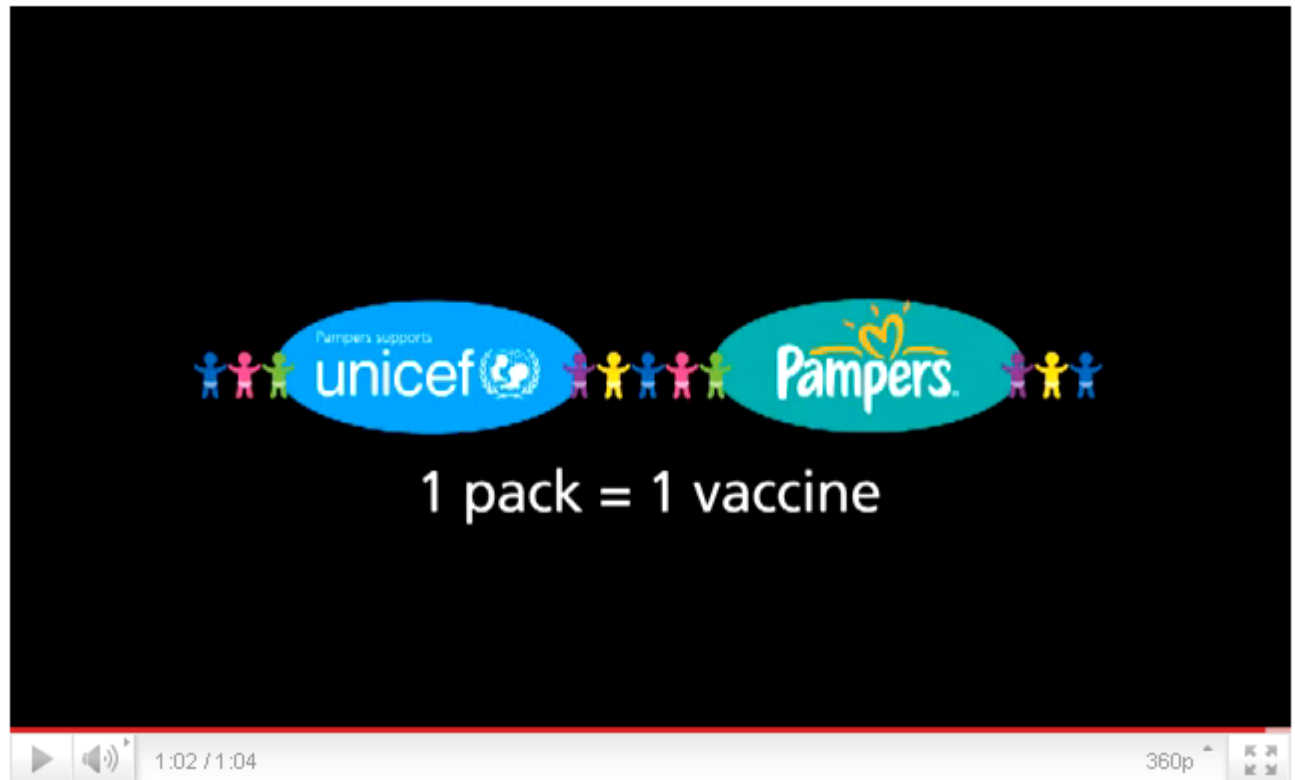 Pampers supports
unicef
Pampers.
1 pack = 1 vaccine
1:02 / 1:04
360p